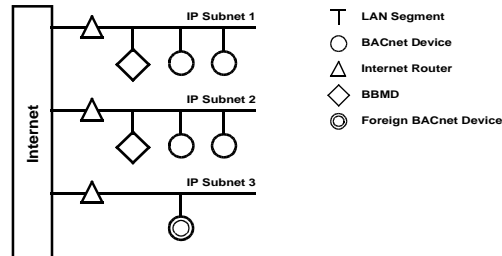 Internet
IP Subnet 1
IP Subnet 2
IP Subnet 3
LAN Segment
BACnet Device
Internet Router
BBMD
Foreign BACnet Device